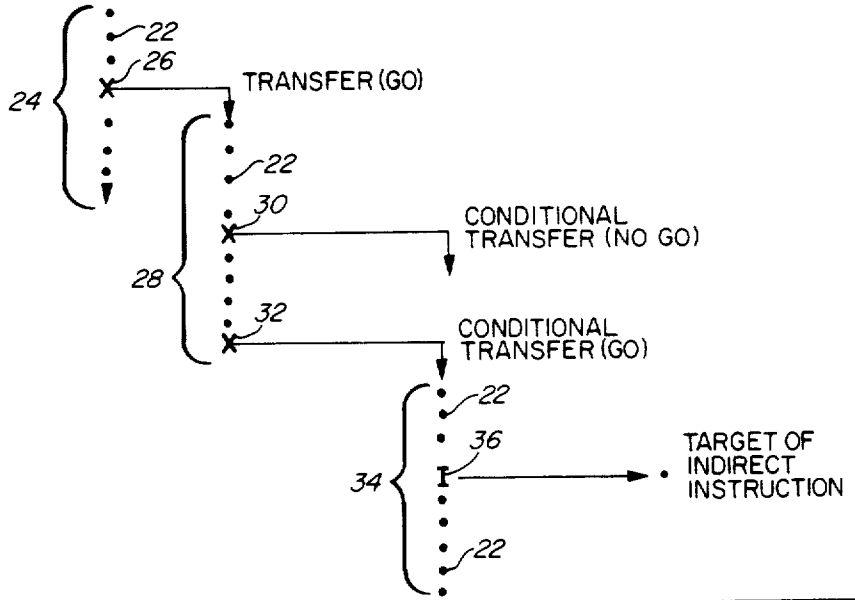 22
26
24
TRANSFER (GO)
22
30
CONDITIONAL
TRANSFER (NO GO)
28
32
CONDITIONAL
TRANSFER (GO)
22
36
34
TARGET OF
INDIRECT
INSTRUCTION
22